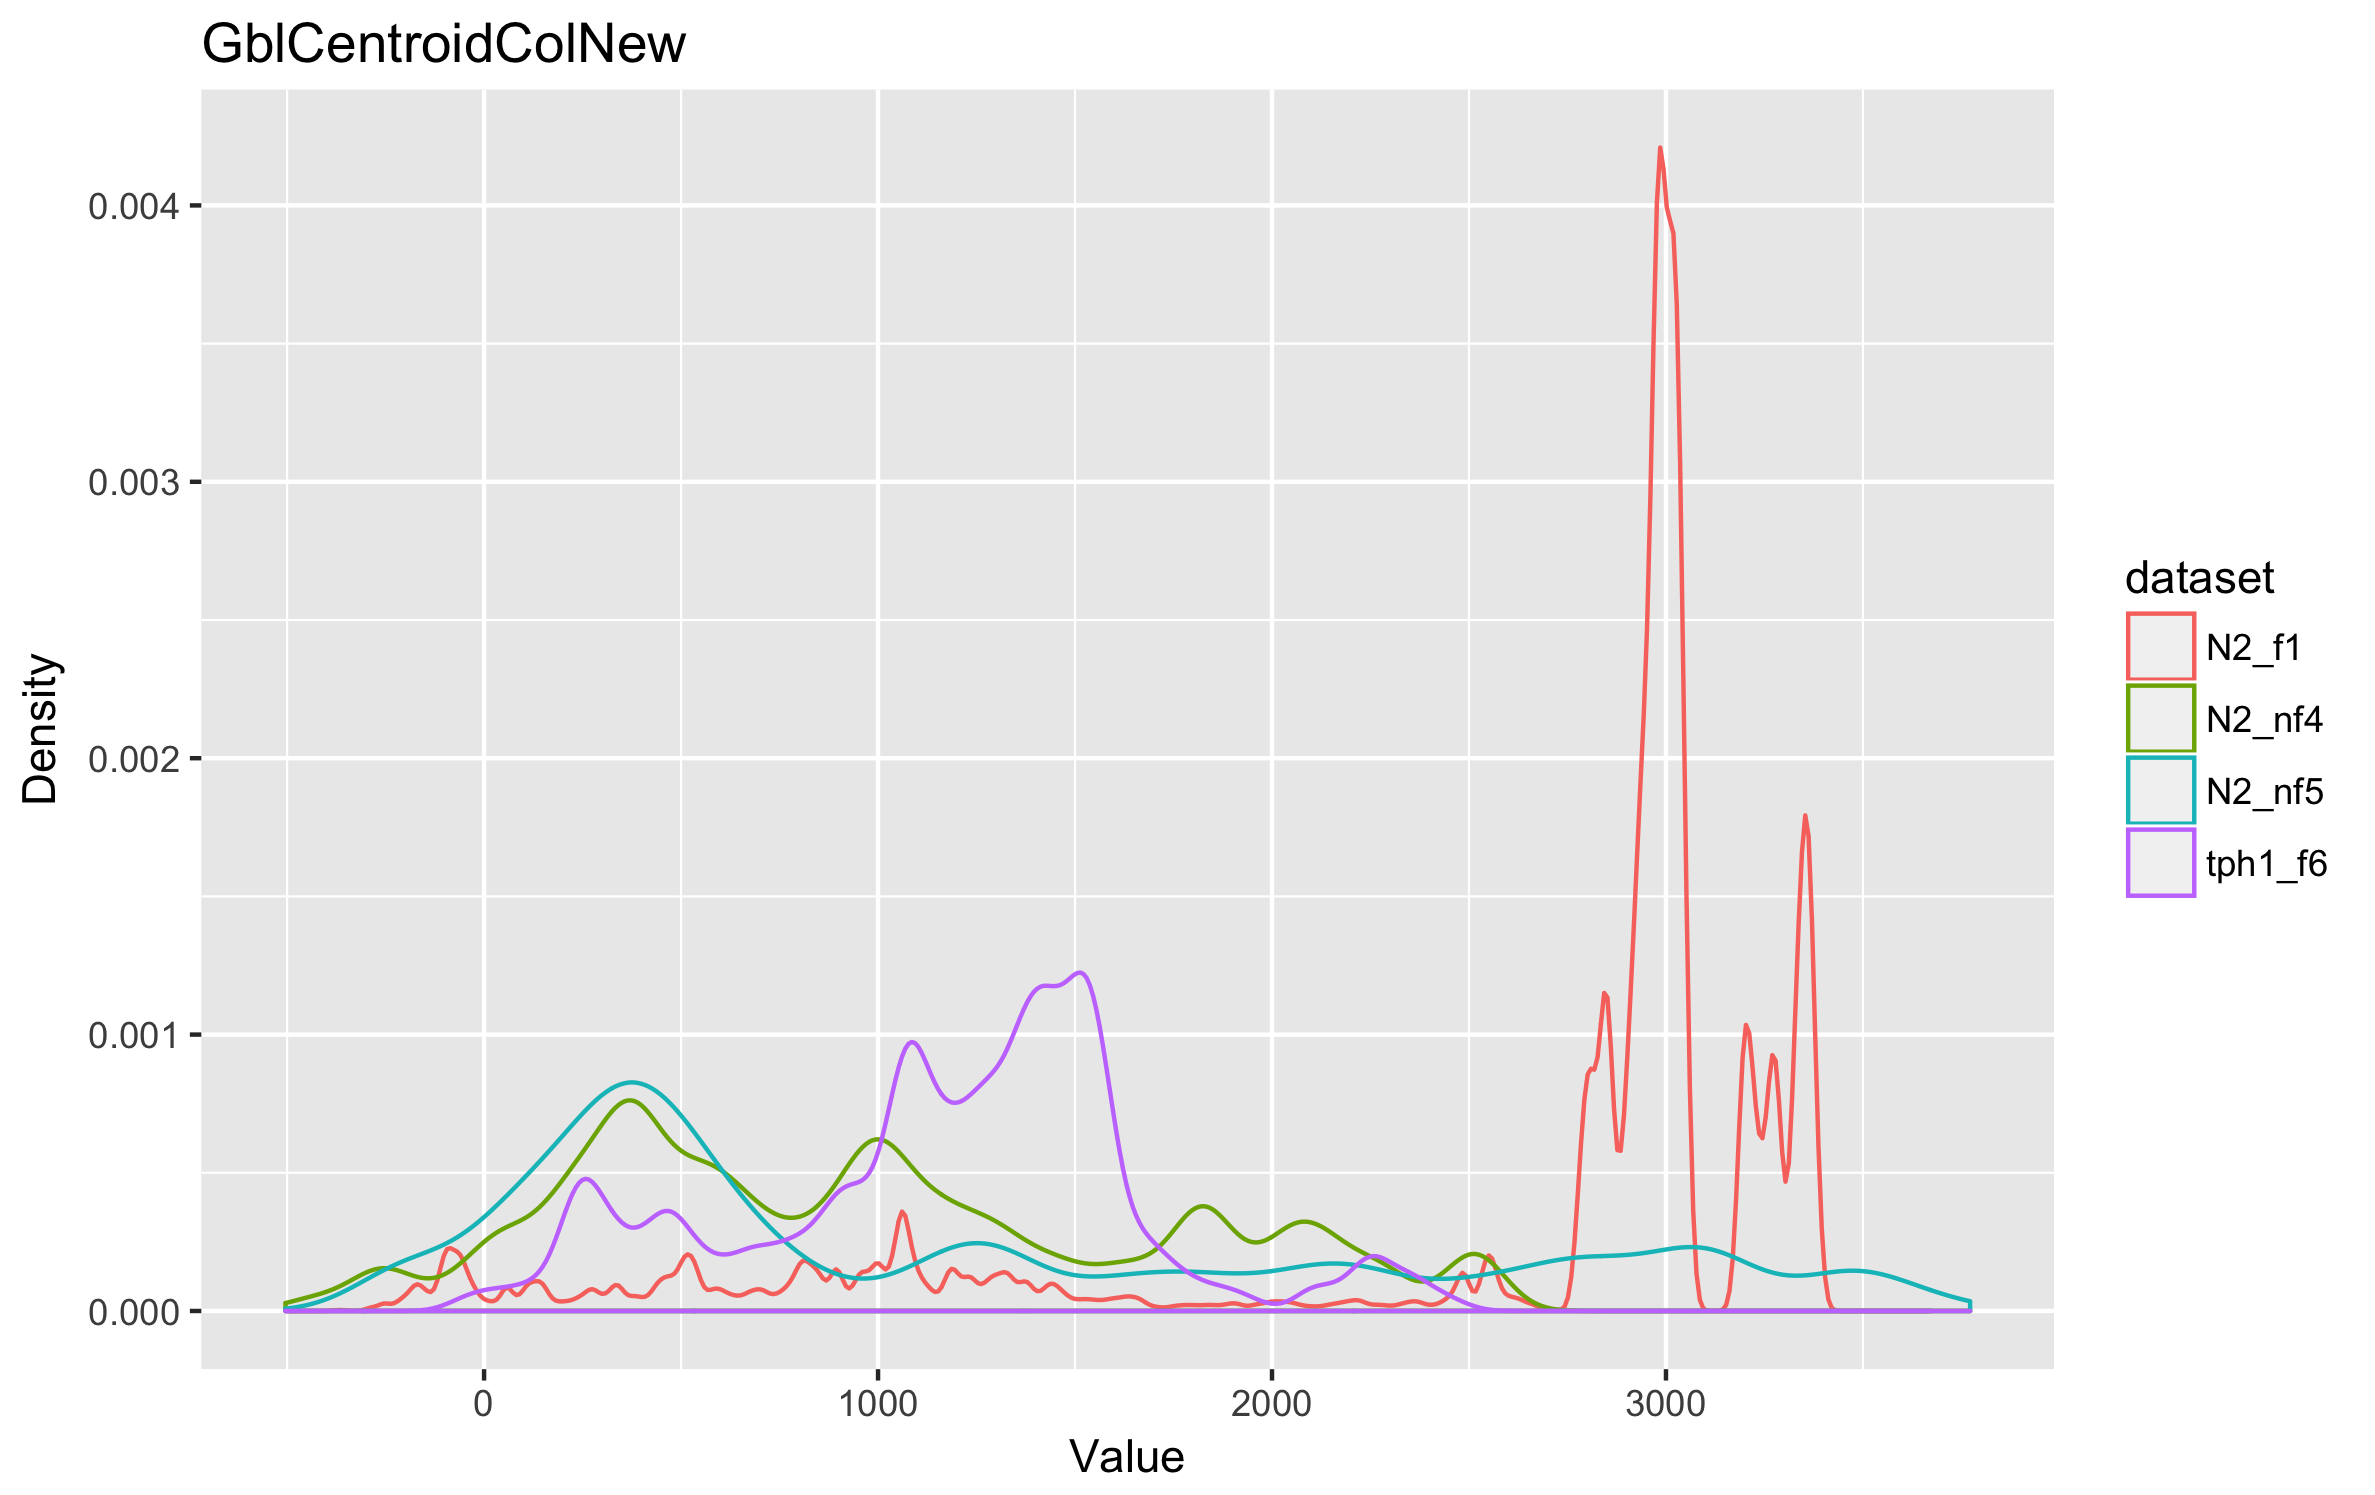 GblCentroidColNew
Density
0.004
0.003
0.002
0.001
0.000
0
1000
2000
3000
Value
dataset
N2_f1
N2_nf4
N2_nf5
tph1_f6